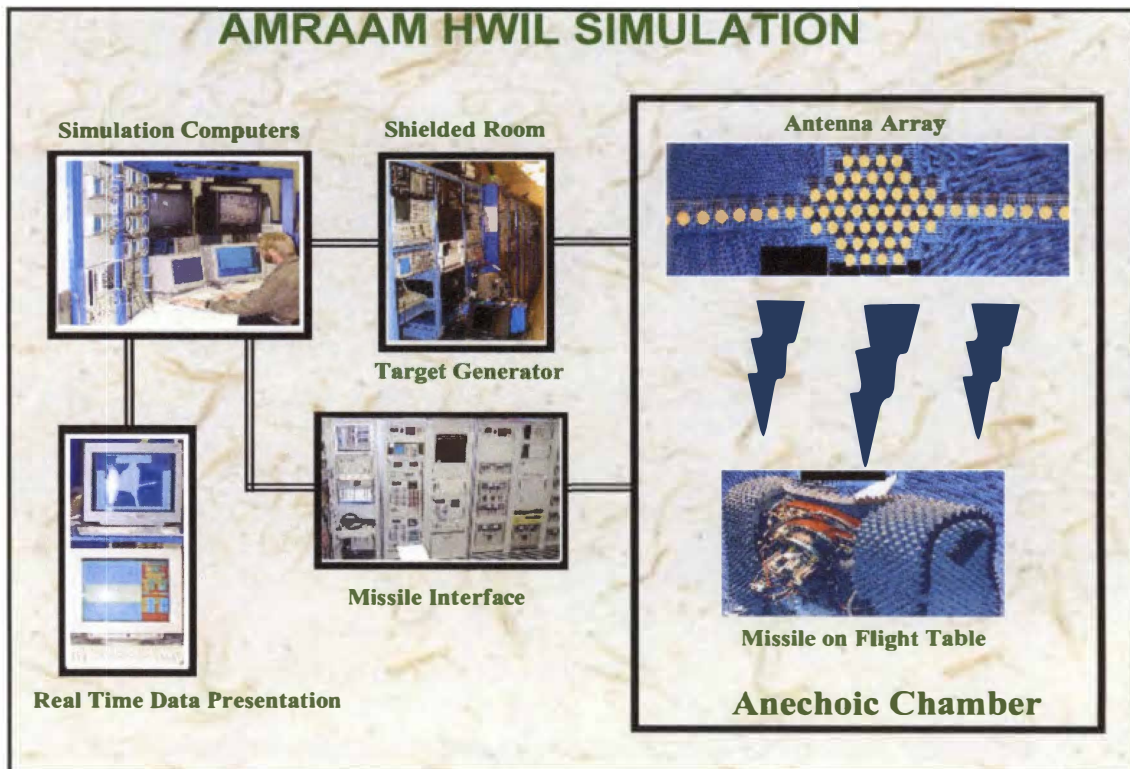 AMRAAM HWIL SIMULATION
Simulation Computers
Shielded Room
Antenna Array
Target Generator
Missile Interface
Missile on Flight Table
Real Time Data Presentation
Anechoic Chamber